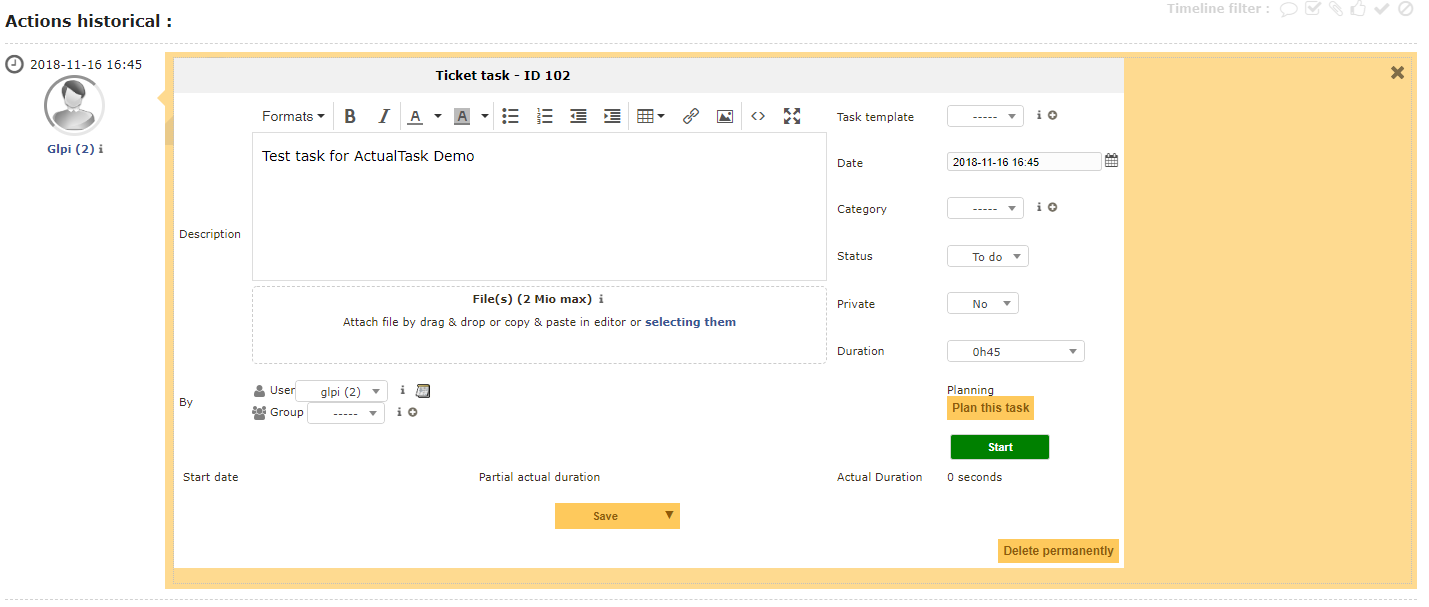 Timeline filter :
Actions historical :
2018-11-16 16:45
Glpi (2)
Ticket task - ID 102
Formats
B I A A
Test task for ActualTask Demo
Description
File(s) (2 Mio max)
Attach file by drag & drop or copy & paste in editor or selecting them
By
User glpi (2)
Group -----
Task template -----
Date 2018-11-16 16:45
Category -----
Status To do
Private No
Duration 0h45
Planning
Plan this task
Start
Start date Partial actual duration Actual Duration 0 seconds
Save
Delete permanently